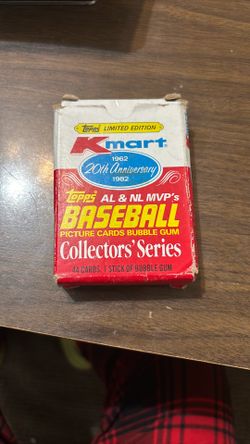 Topps LIMITED EDITION
Kmart
1962
20th Anniversary
1982
Topps AL & NL MVP's
BASEBALL
PICTURE CARDS BUBBLE GUM
Collectors' Series
44 CARDS, 1 STICK OF BUBBLE GUM